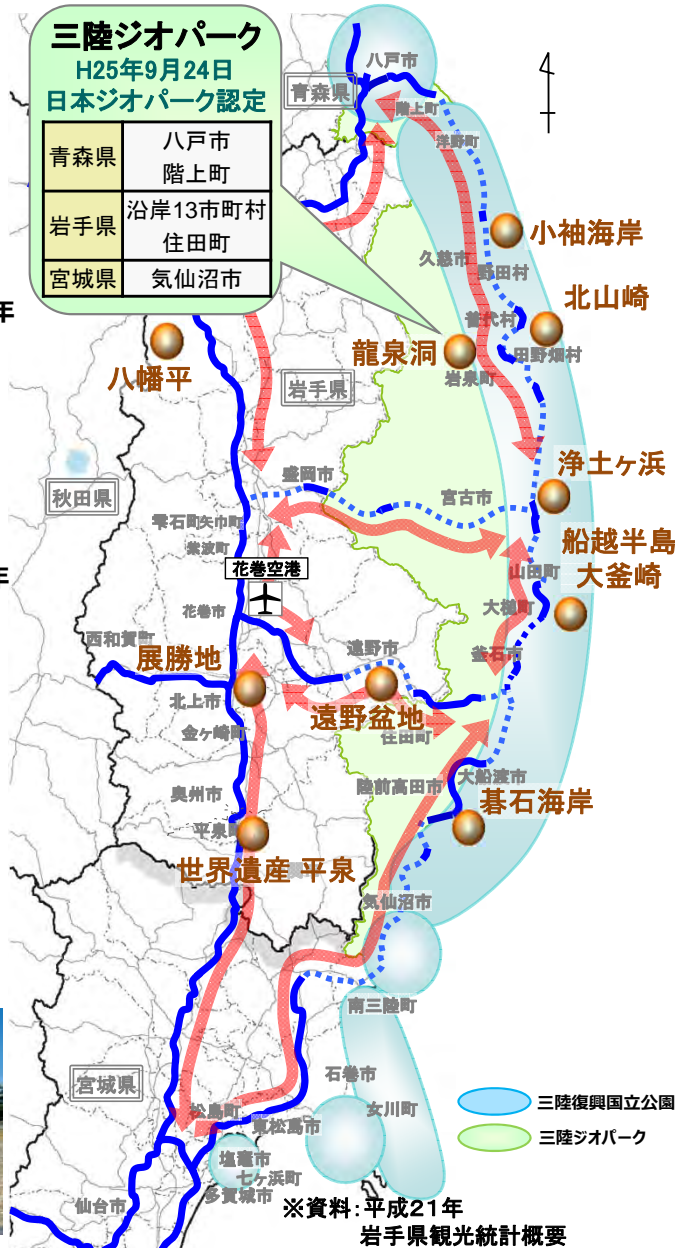 三陸ジオパーク
H25年9月24日
日本ジオパーク認定
青森県
八戸市
階上町
岩手県
沿岸13市町村
住田町
宮城県
気仙沼市
八戸市
青森県
階上町
洋野町
小袖海岸
久慈市
野田村
北山崎
普代村
年
龍泉洞
田野畑村
岩泉町
八幡平
岩手県
浄土ヶ浜
盛岡市
宮古市
秋田県
雫石町
矢巾町
紫波町
船越半島
大釜崎
山田町
年
花巻空港
花巻市
大槌町
西和賀町
遠野市
釜石市
展勝地
北上市
遠野盆地
金ヶ崎町
住田町
大船渡市
奥州市
陸前高田市
碁石海岸
平泉町
世界遺産 平泉
気仙沼市
南三陸町
宮城県
石巻市
女川町
松島町
東松島市
三陸復興国立公園
三陸ジオパーク
塩竈市
七ヶ浜町
多賀城市
仙台市
※資料:平成21年
岩手県観光統計概要